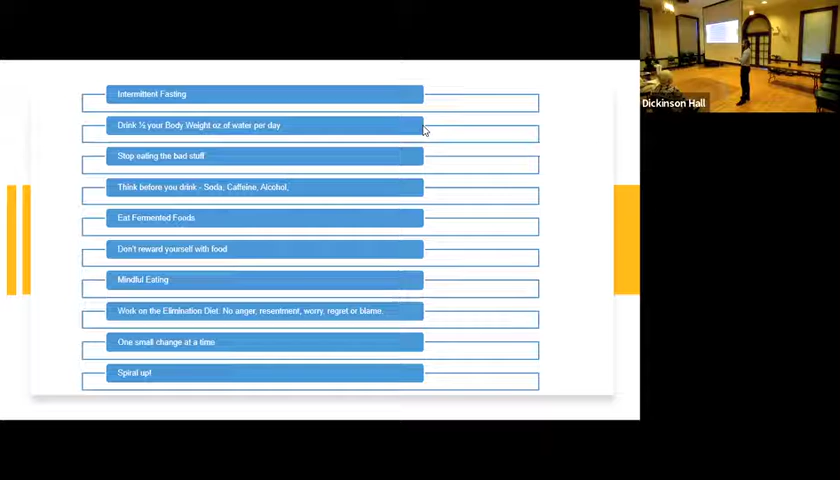 Intermittent Fasting
Drink ½ your Body Weight oz of water per day
Stop eating the bad stuff
Think before you drink - Soda, Caffeine, Alcohol,
Eat Fermented Foods
Don't reward yourself with food
Mindful Eating
Work on the Elimination Diet. No anger, resentment, worry, regret or blame.
One small change at a time
Spiral up!
Dickinson Hall